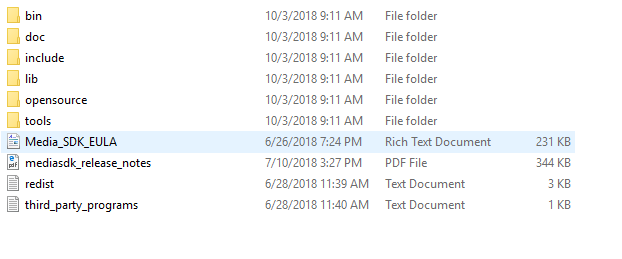 bin 10/3/2018 9:11 AM File folder
doc 10/3/2018 9:11 AM File folder
include 10/3/2018 9:11 AM File folder
lib 10/3/2018 9:11 AM File folder
opensource 10/3/2018 9:11 AM File folder
tools 10/3/2018 9:11 AM File folder
Media_SDK_EULA 6/26/2018 7:24 PM Rich Text Document 231 KB
mediasdk_release_notes 7/10/2018 3:27 PM PDF File 344 KB
redist 6/28/2018 11:39 AM Text Document 3 KB
third_party_programs 6/28/2018 11:40 AM Text Document 1 KB